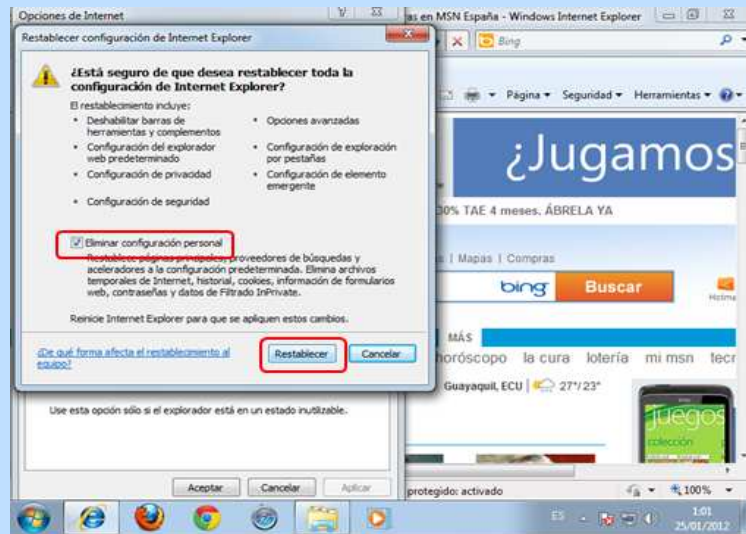 Opciones de Internet
as en MSN España - Windows Internet Explorer
Restablecer configuración de Internet Explorer
Bing
¿Está seguro de que desea restablecer toda la
configuración de Internet Explorer?
El restablecimiento incluye:
• Deshabilitar barras de
herramientas y complementos
• Configuración del explorador
web predeterminado
• Configuración de privacidad
• Configuración de seguridad
• Opciones avanzadas
• Configuración de exploración
por pestañas
• Configuración de elemento
emergente
Eliminar configuración personal
Restablece páginas principales, proveedores de búsquedas y
aceleradores a la configuración predeterminada. Elimina archivos
temporales de Internet, historial, cookies, información de formularios
web, contraseñas y datos de Filtrado InPrivate.
Reinicie Internet Explorer para que se apliquen estos cambios.
¿De qué forma afecta el restablecimiento al
equipo?
Restablecer
Cancelar
Use esta opción sólo si el explorador está en un estado inutilizable.
Aceptar
Cancelar
Aplicar
Página
Seguridad
Herramientas
¿Jugamos
30% TAE 4 meses. ÁBRELA YA
| Mapas | Compras
bing
Buscar
Hotma
MÁS
horóscopo la cura lotería mi msn tecr
Guayaquil, ECU | 27°/23°
juegos
colección
protegido: activado
100%
ES
1:01
25/01/2012